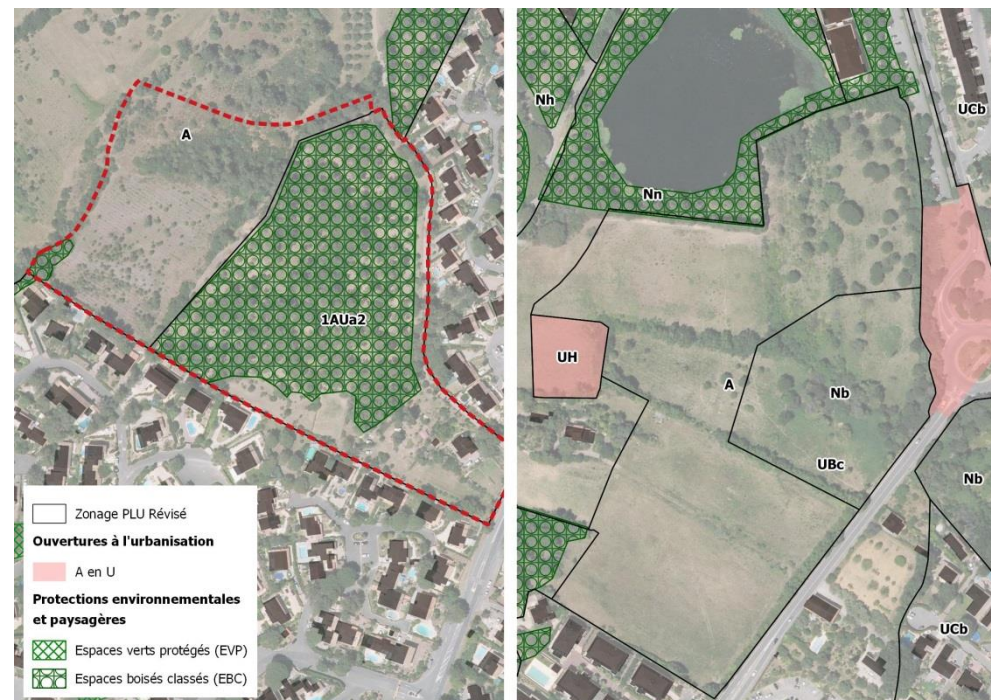 A
1AUa2
Zonage PLU Révisé
Ouvertures à l'urbanisation
A en U
Protections environnementales
et paysagères
Espaces verts protégés (EVP)
Espaces boisés classés (EBC)
Nh
UCb
Nn
UH
A
Nb
UBc
Nb
UCb